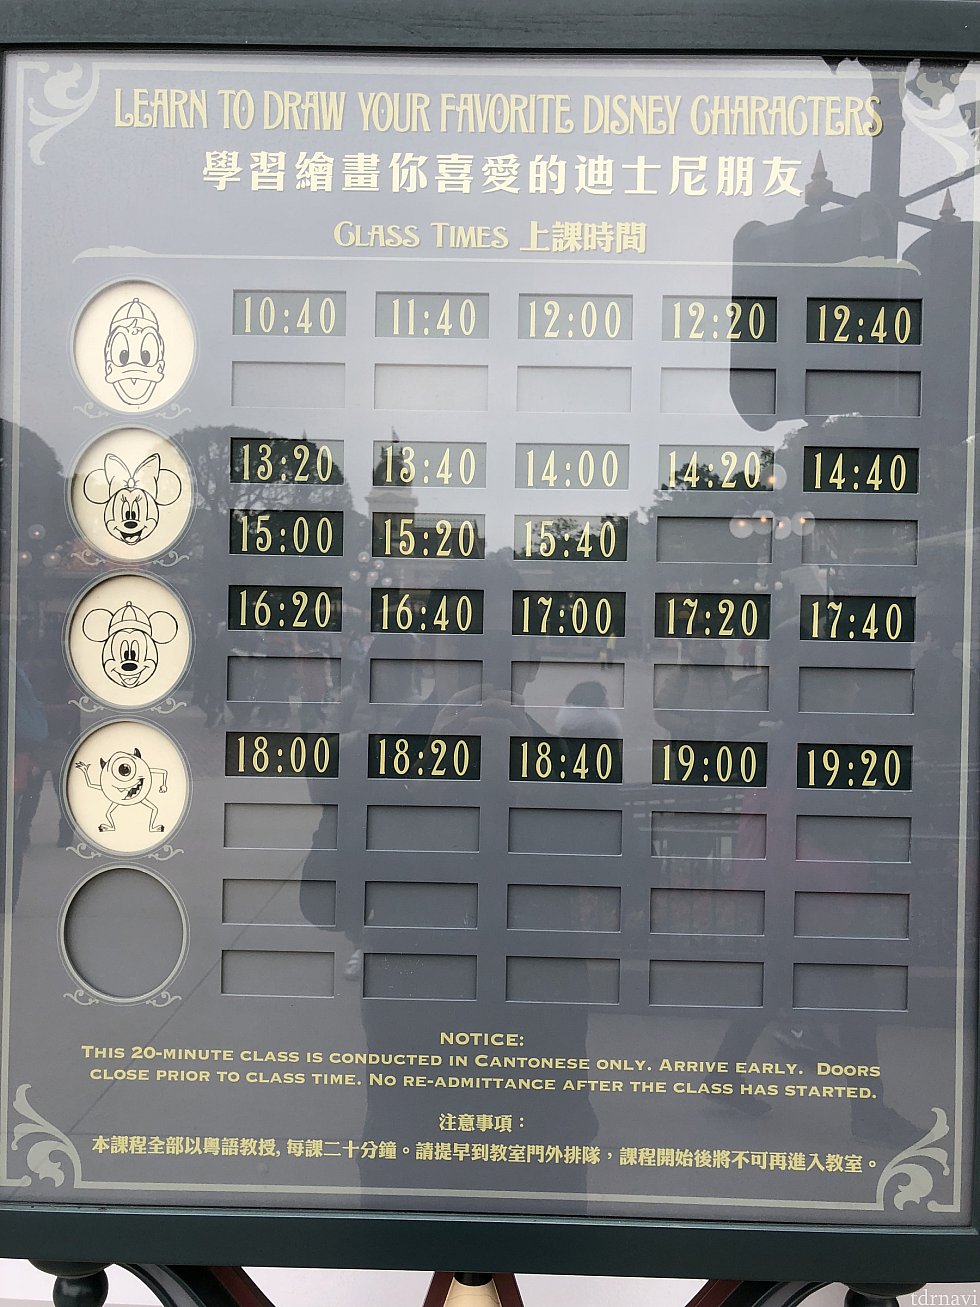 LEARN TO DRAW YOUR FAVORITE DISNEY CHARACTERS
學習繪畫你喜愛的迪士尼朋友
CLASS TIMES 上課時間
10:40 11:40 12:00 12:20 12:40
13:20 13:40 14:00 14:20 14:40
15:00 15:20 15:40
16:20 16:40 17:00 17:20 17:40
18:00 18:20 18:40 19:00 19:20
NOTICE:
THIS 20-MINUTE CLASS IS CONDUCTED IN CANTONESE ONLY. ARRIVE EARLY. DOORS
CLOSE PRIOR TO CLASS TIME. NO RE-ADMITTANCE AFTER THE CLASS HAS STARTED.
注意事項：
本課程全部以粵語教授, 每課二十分鐘。請提早到教室門外排隊，課程開始後將不可再進入教室。
tdrnavi